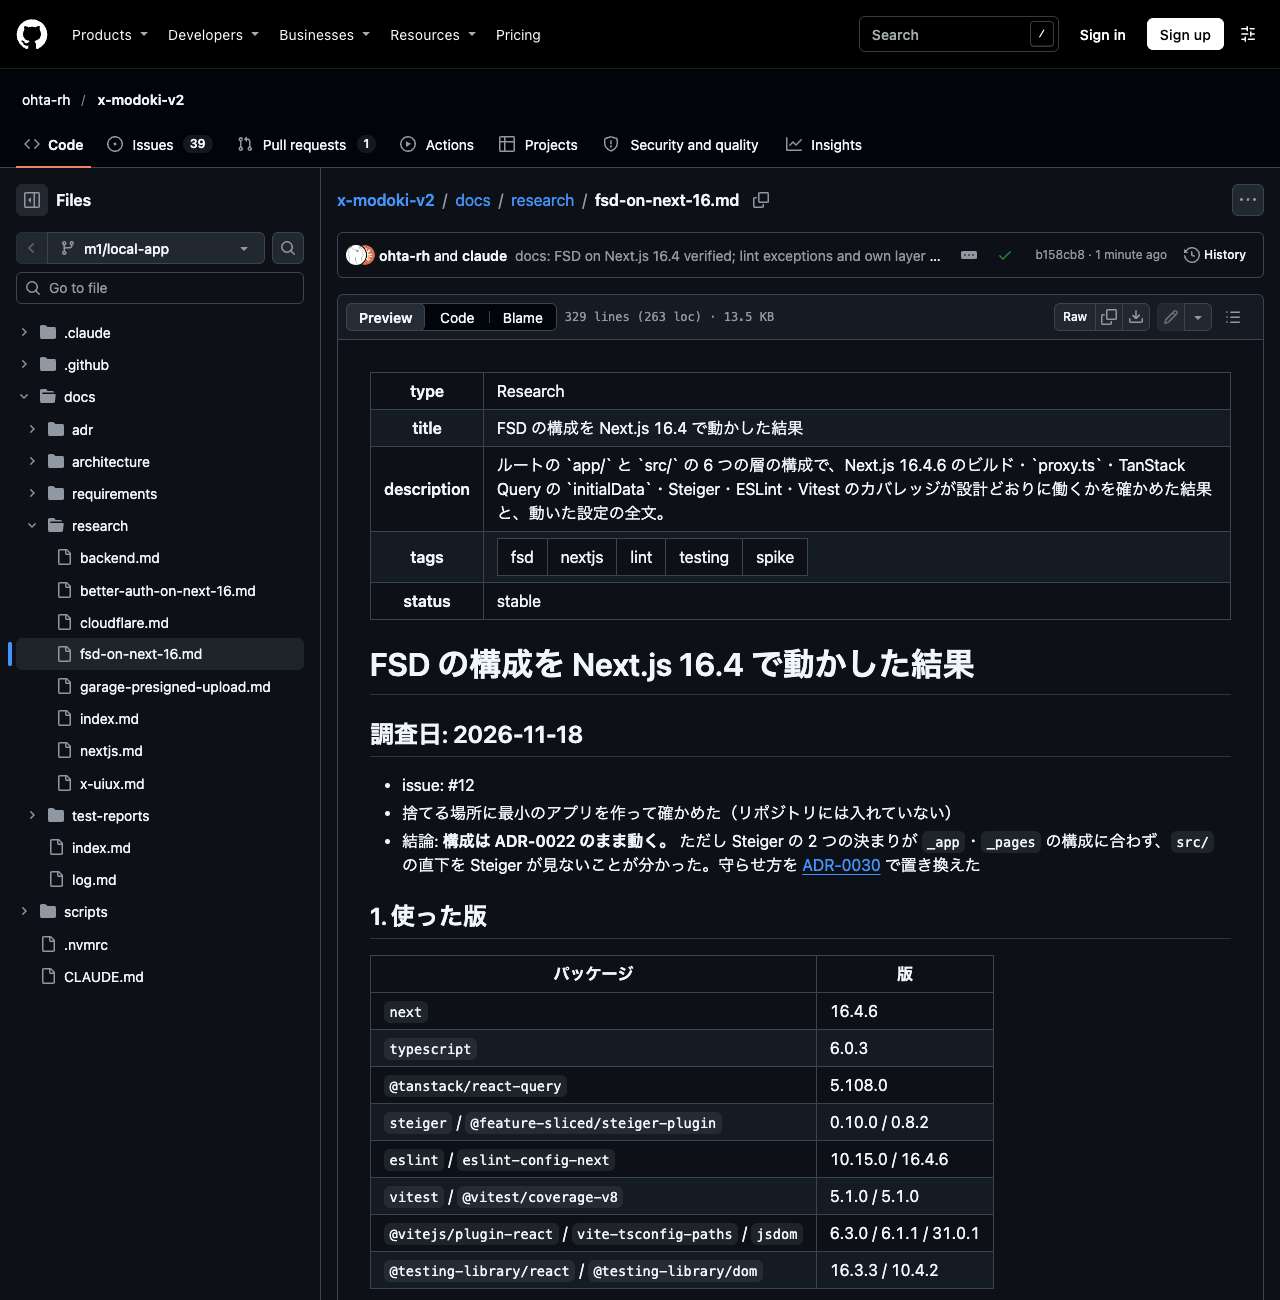 Products
Developers
Businesses
Resources
Pricing
Search
/
Sign in
Sign up
ohta-rh / x-modoki-v2
Code
Issues 39
Pull requests 1
Actions
Projects
Security and quality
Insights
Files
m1/local-app
Go to file
.claude
.github
docs
adr
architecture
requirements
research
backend.md
better-auth-on-next-16.md
cloudflare.md
fsd-on-next-16.md
garage-presigned-upload.md
index.md
nextjs.md
x-uiux.md
test-reports
index.md
log.md
scripts
.nvmrc
CLAUDE.md
x-modoki-v2 / docs / research / fsd-on-next-16.md
ohta-rh and claude docs: FSD on Next.js 16.4 verified; lint exceptions and own layer ...
b158cb8 · 1 minute ago
History
Preview
Code
Blame
329 lines (263 loc) · 13.5 KB
Raw
type Research
title FSD の構成を Next.js 16.4 で動かした結果
description ルートの `app/` と `src/` の 6 つの層の構成で、Next.js 16.4.6 のビルド・`proxy.ts`・TanStack
Query の `initialData`・Steiger・ESLint・Vitest のカバレッジが設計どおりに働くかを確かめた結果
と、動いた設定の全文。
tags fsd nextjs lint testing spike
status stable
FSD の構成を Next.js 16.4 で動かした結果
調査日: 2026-11-18
• issue: #12
• 捨てる場所に最小のアプリを作って確かめた（リポジトリには入れていない）
• 結論: 構成は ADR-0022 のまま動く。 ただし Steiger の 2 つの決まりが _app・_pages の構成に合わず、src/
の直下を Steiger が見ないことが分かった。守らせ方を ADR-0030 で置き換えた
1. 使った版
パッケージ 版
next 16.4.6
typescript 6.0.3
@tanstack/react-query 5.108.0
steiger / @feature-sliced/steiger-plugin 0.10.0 / 0.8.2
eslint / eslint-config-next 10.15.0 / 16.4.6
vitest / @vitest/coverage-v8 5.1.0 / 5.1.0
@vitejs/plugin-react / vite-tsconfig-paths / jsdom 6.3.0 / 6.1.1 / 31.0.1
@testing-library/react / @testing-library/dom 16.3.3 / 10.4.2